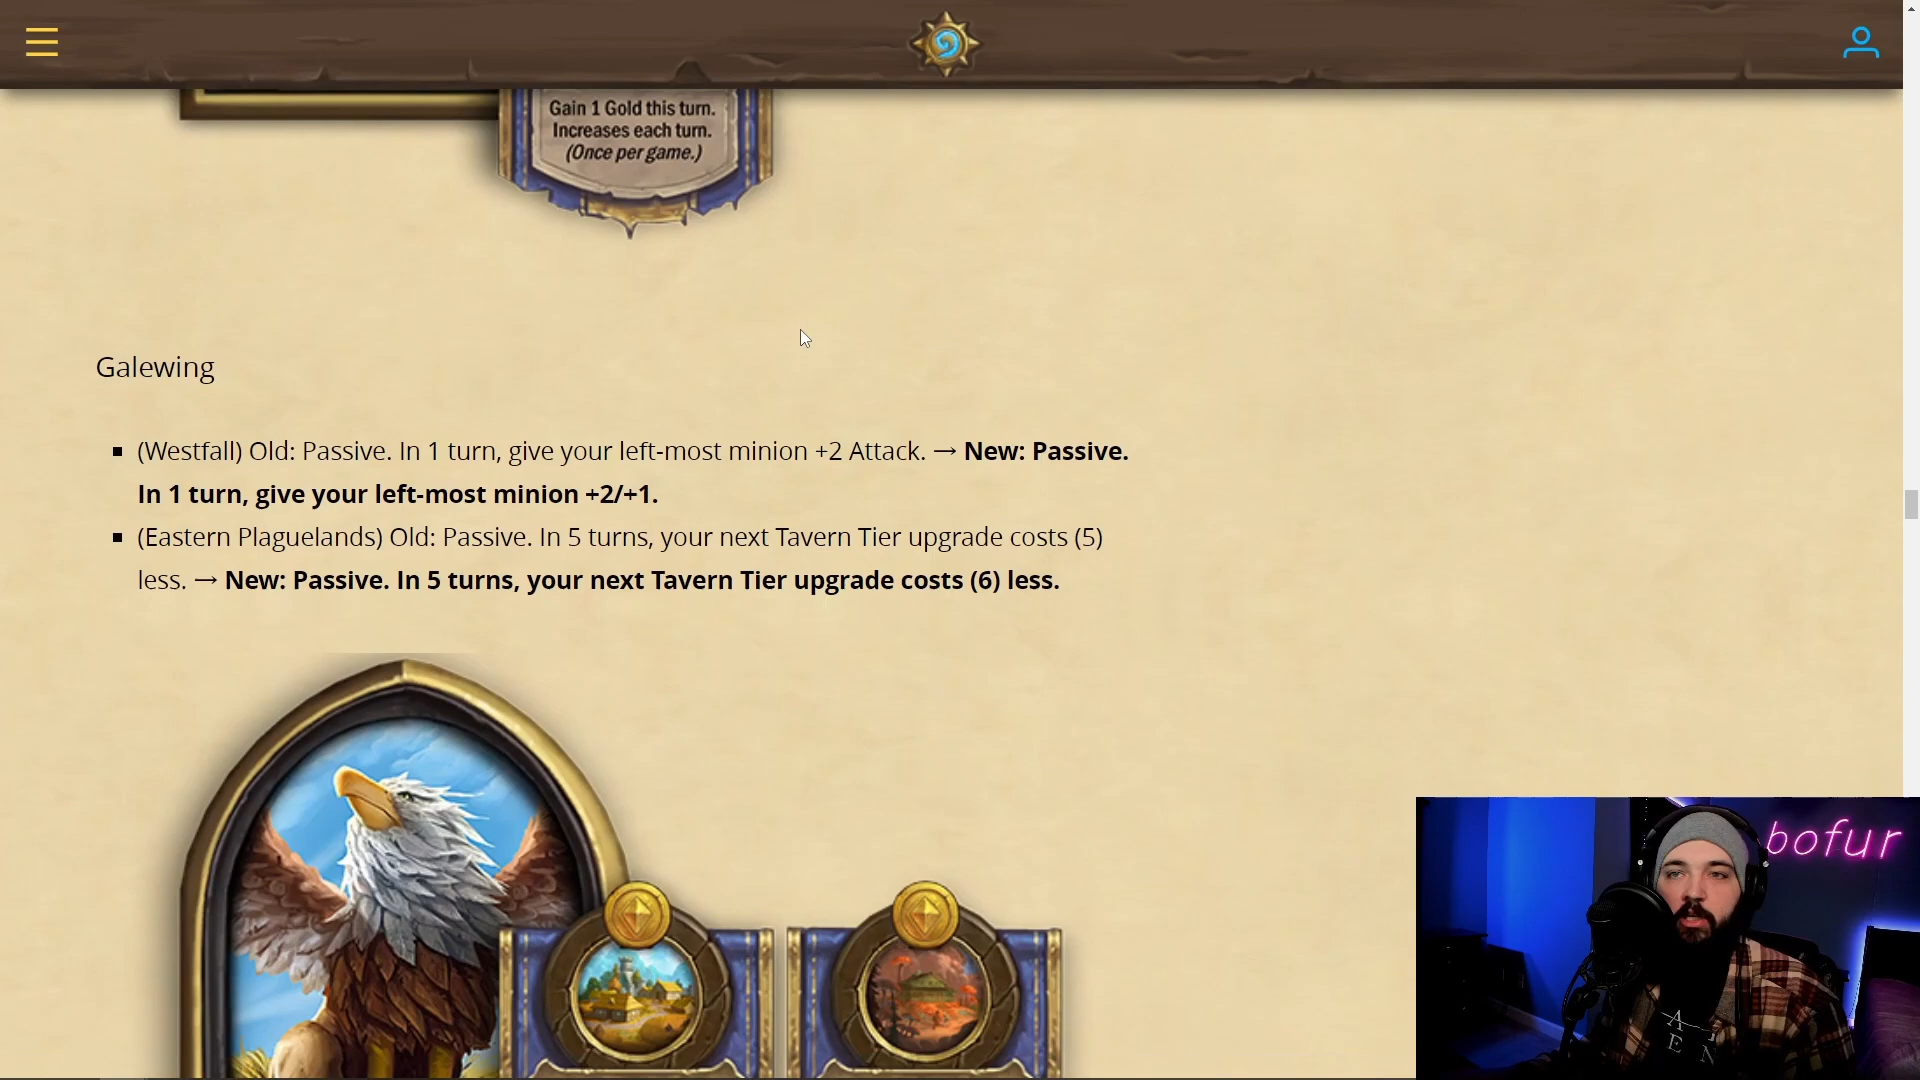 Gain 1 Gold this turn.
Increases each turn.
(Once per game.)
Galewing
(Westfall) Old: Passive. In 1 turn, give your left-most minion +2 Attack. → New: Passive.
In 1 turn, give your left-most minion +2/+1.
(Eastern Plaguelands) Old: Passive. In 5 turns, your next Tavern Tier upgrade costs (5)
less. → New: Passive. In 5 turns, your next Tavern Tier upgrade costs (6) less.
bofur